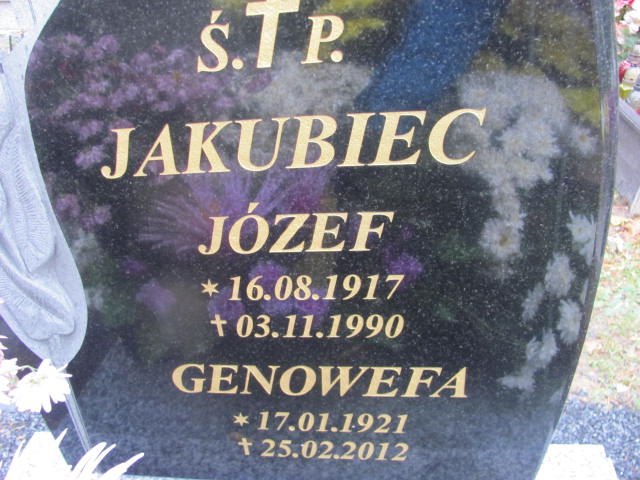 Ś.†P.
JAKUBIEC
JÓZEF
* 16.08.1917
† 03.11.1990
GENOWEFA
* 17.01.1921
† 25.02.2012